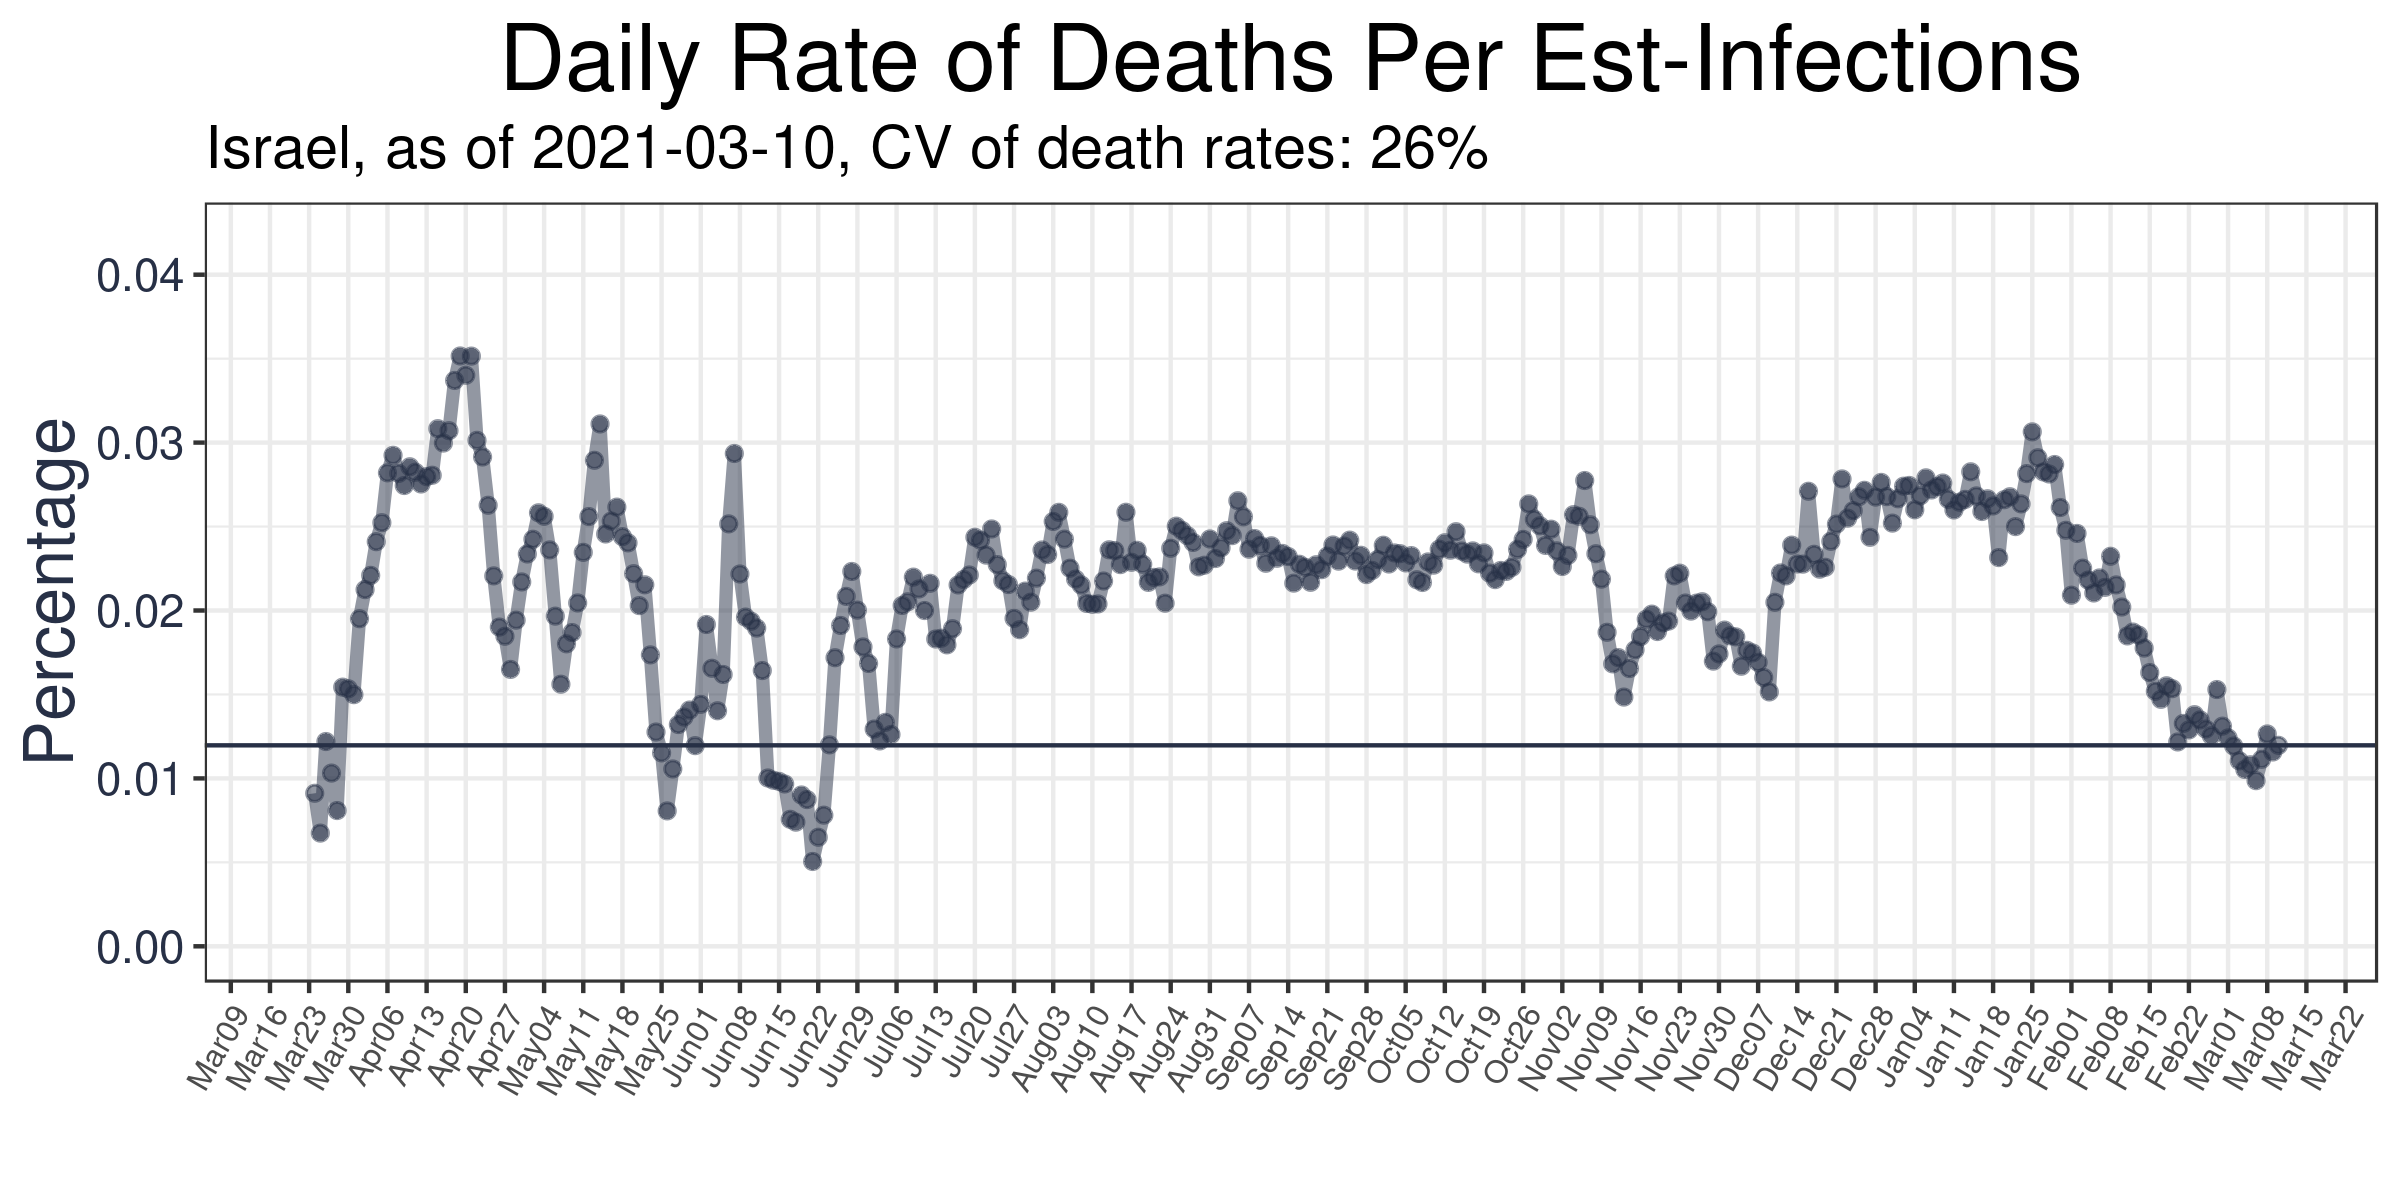 Daily Rate of Deaths Per Est-Infections
Israel, as of 2021-03-10, CV of death rates: 26%
Percentage
0.04
0.03
0.02
0.01
0.00
Mar09 Mar16 Mar23 Mar30 Apr06 Apr13 Apr20 Apr27 May04 May11 May18 May25 Jun01 Jun08 Jun15 Jun22 Jun29 Jul06 Jul13 Jul20 Jul27 Aug03 Aug10 Aug17 Aug24 Aug31 Sep07 Sep14 Sep21 Sep28 Oct05 Oct12 Oct19 Oct26 Nov02 Nov09 Nov16 Nov23 Nov30 Dec07 Dec14 Dec21 Dec28 Jan04 Jan11 Jan18 Jan25 Feb01 Feb08 Feb15 Feb22 Mar01 Mar08 Mar15 Mar22